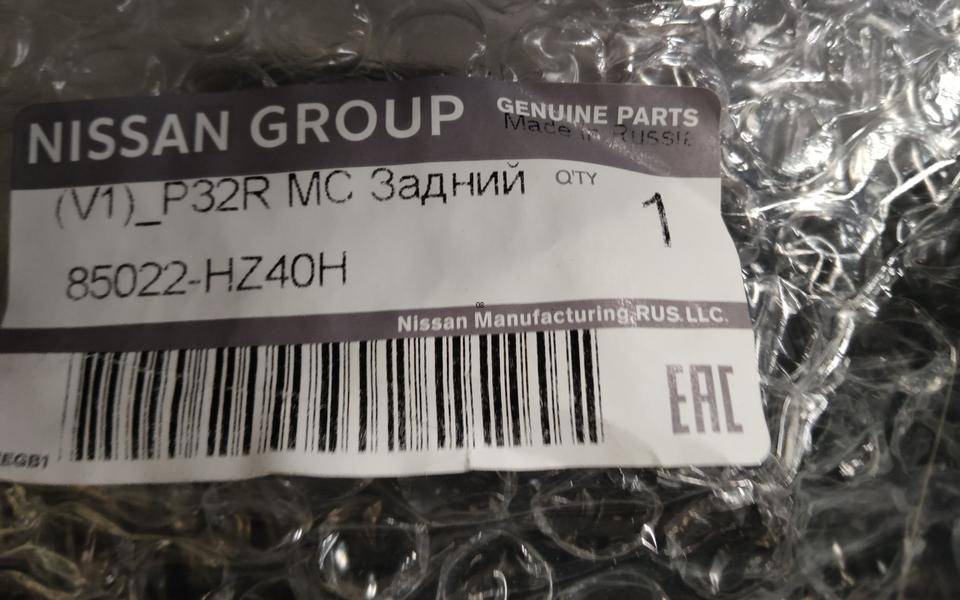 NISSAN GROUP
GENUINE PARTS
Made in Russia
(V1)_P32R MC Задний
Q'TY
1
85022-HZ40H
Nissan Manufacturing RUS LLC.
EAC
EGB1